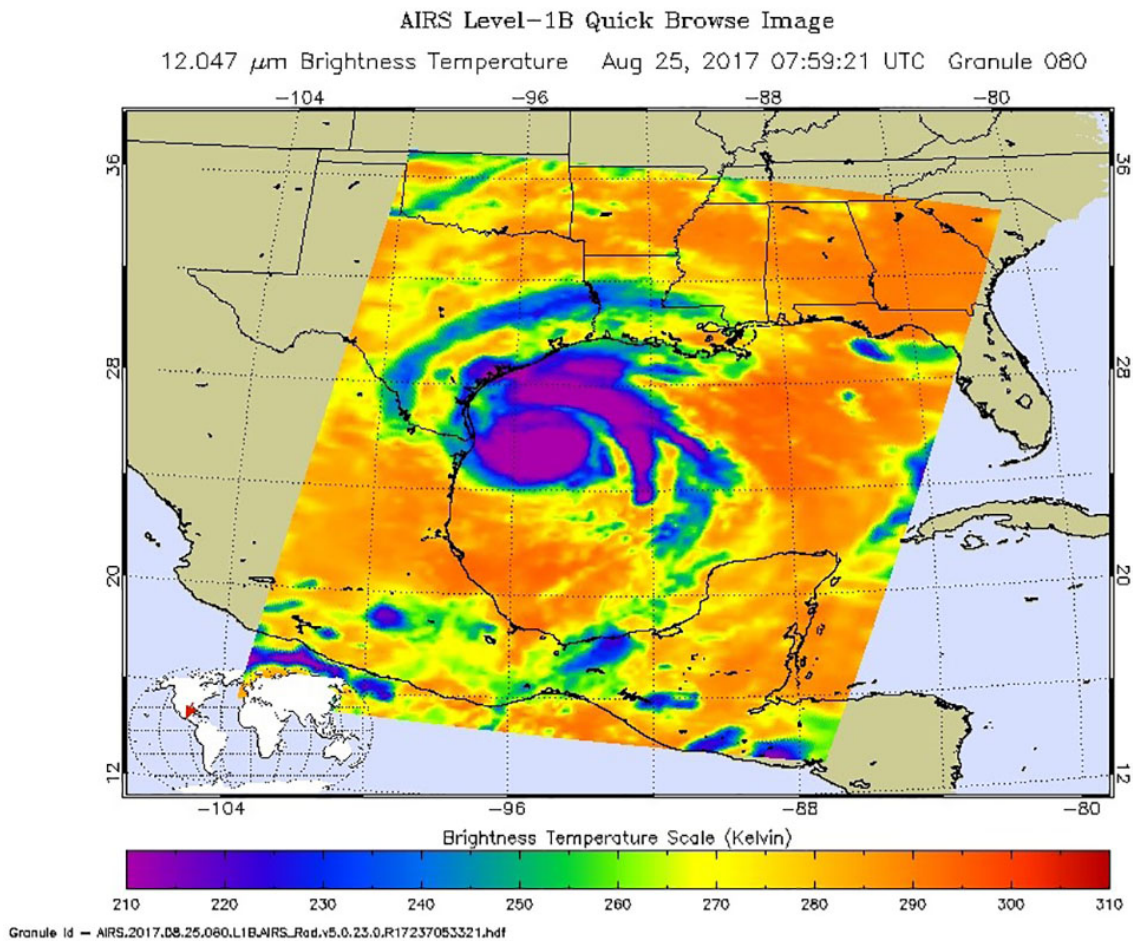 AIRS Level-1B Quick Browse Image
12.047 μm Brightness Temperature Aug 25, 2017 07:59:21 UTC Granule 080
-104 -96 -88 -80
36 36
28 28
20 20
12 12
-104 -96 -88 -80
Brightness Temperature Scale (Kelvin)
210 220 230 240 250 260 270 280 290 300 310
Granule Id - AIRS.2017.08.25.080.L1B.AIRS_Rad.v5.0.23.0.R17237053321.hdf